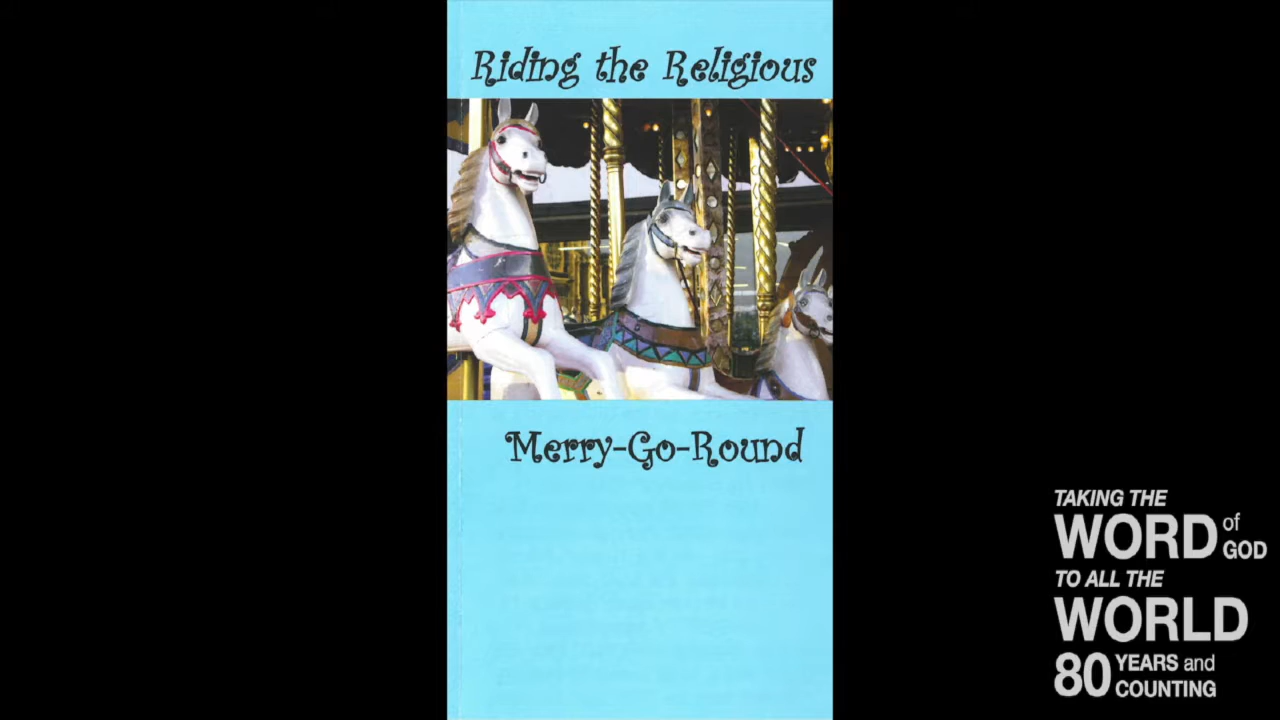 Riding the Religious
Merry-Go-Round
TAKING THE
WORD of GOD
TO ALL THE
WORLD
80 YEARS and COUNTING